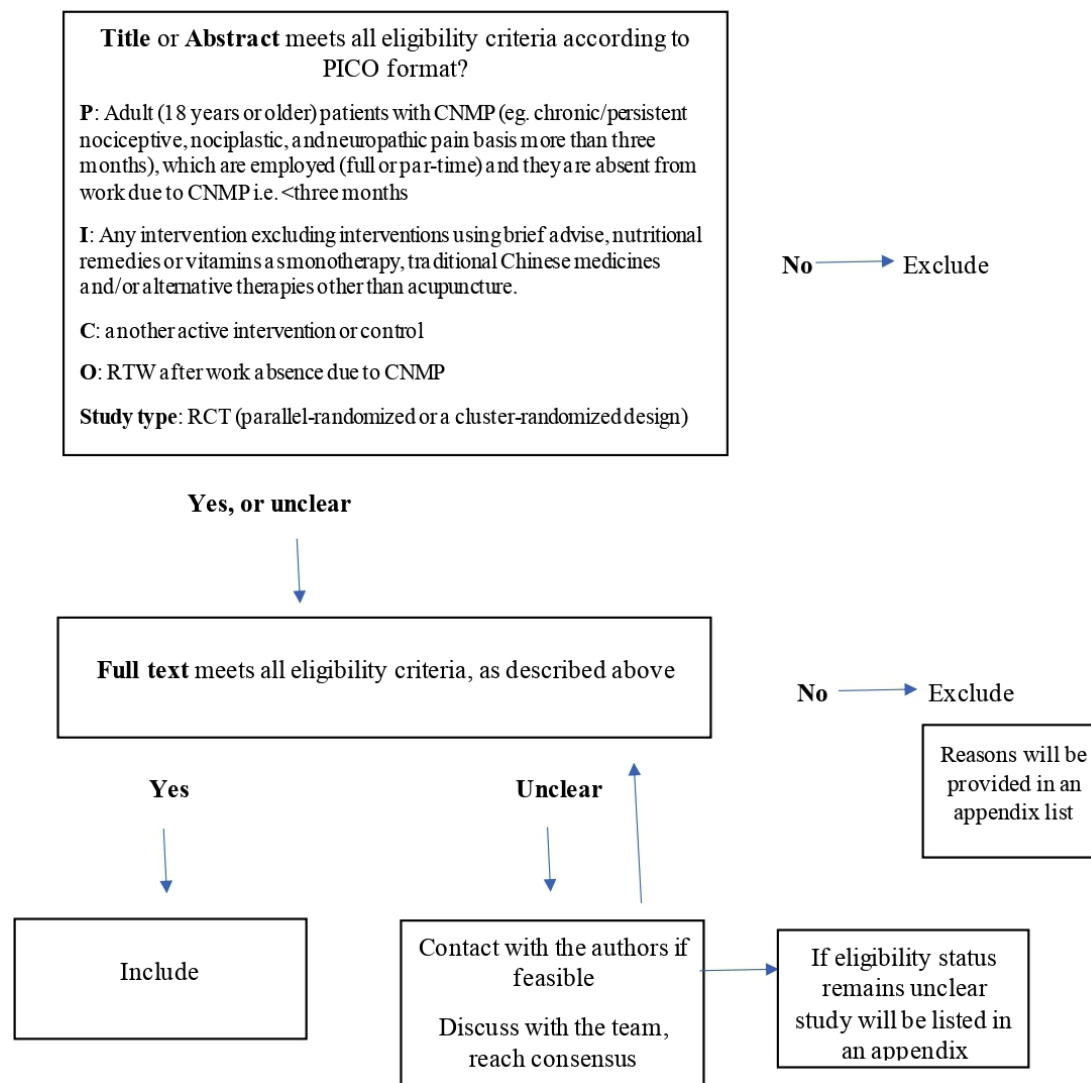 Title or Abstract meets all eligibility criteria according to
PICO format?
P: Adult (18 years or older) patients with CNMP (eg. chronic/persistent
nociceptive, nociplastic, and neuropathic pain basis more than three
months), which are employed (full or par-time) and they are absent from
work due to CNMP i.e. <three months
I: Any intervention excluding interventions using brief advise, nutritional
remedies or vitamins as monotherapy, traditional Chinese medicines
and/or alternative therapies other than acupuncture.
C: another active intervention or control
O: RTW after work absence due to CNMP
Study type: RCT (parallel-randomized or a cluster-randomized design)
No
Exclude
Yes, or unclear
Full text meets all eligibility criteria, as described above
No
Exclude
Reasons will be
provided in an
appendix list
Yes
Unclear
Include
Contact with the authors if
feasible
Discuss with the team,
reach consensus
If eligibility status
remains unclear
study will be listed in
an appendix